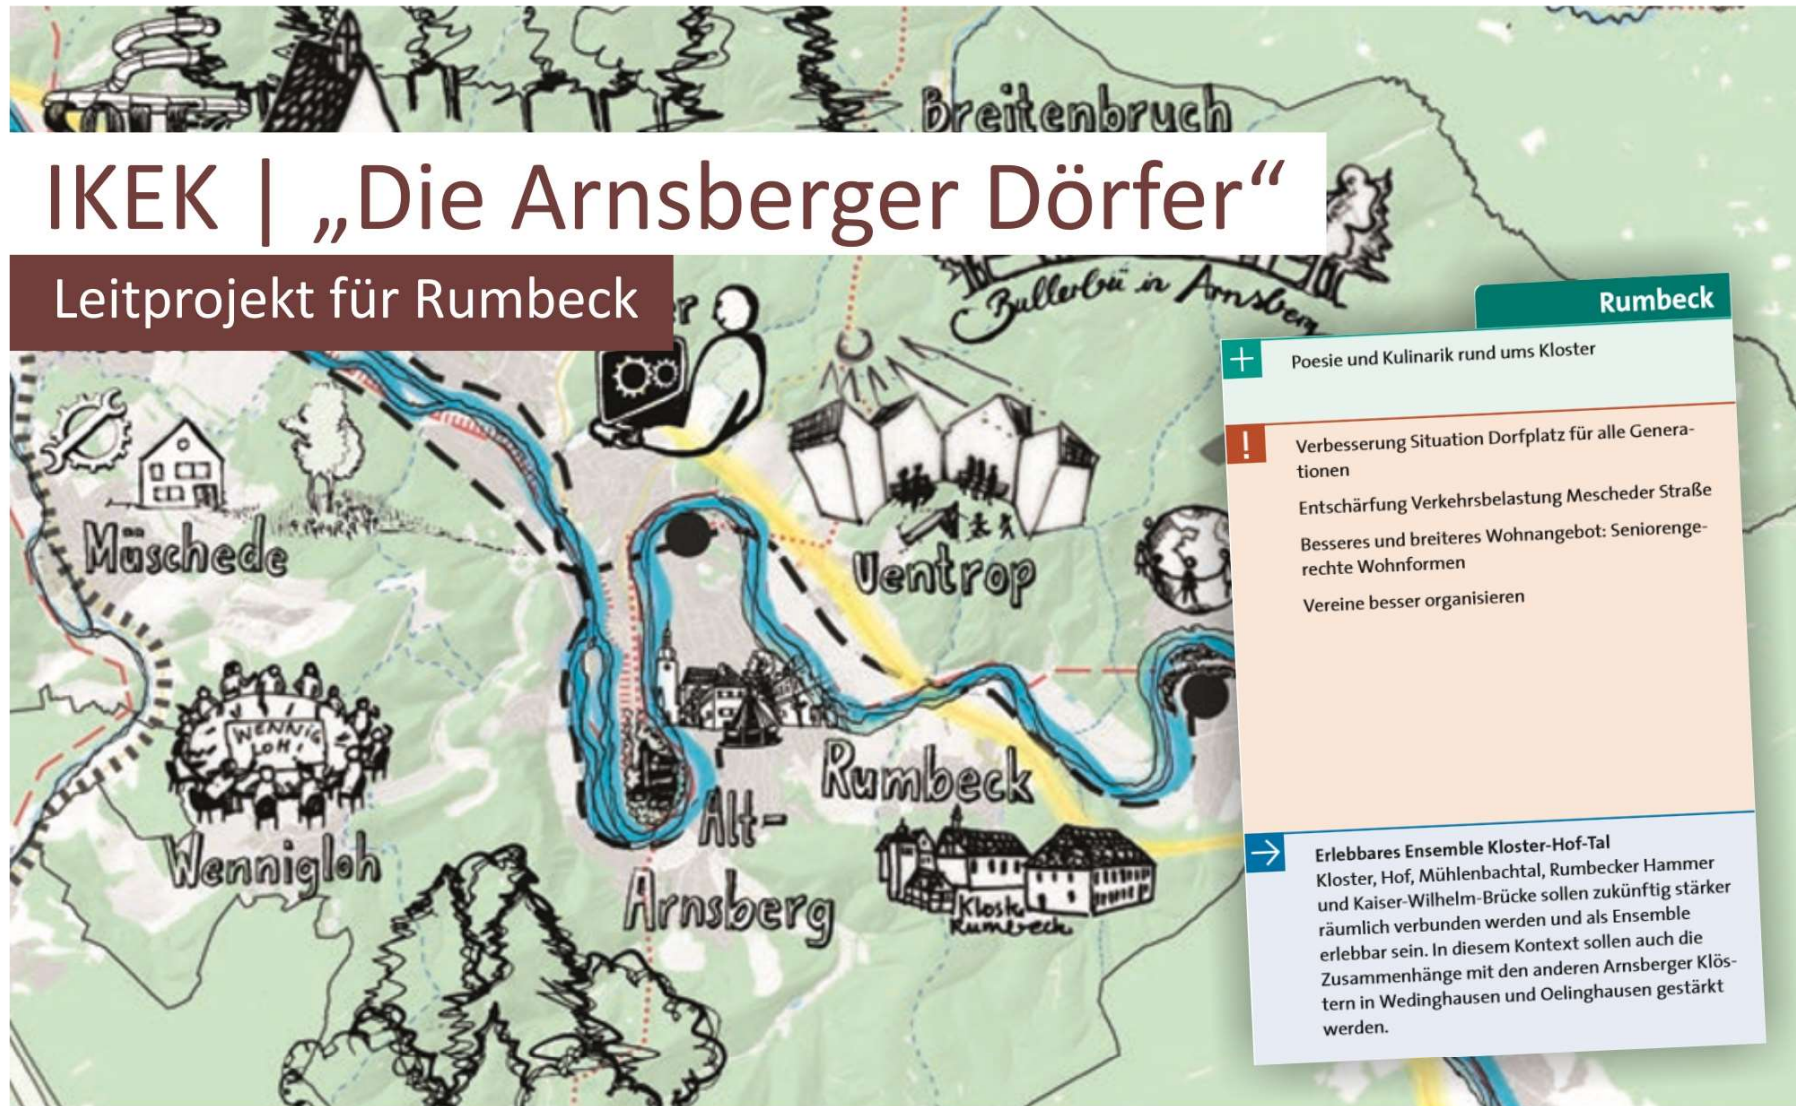 Breitenbruch
IKEK | „Die Arnsberger Dörfer“
Leitprojekt für Rumbeck
Bullerbü in Arnsberg
Müschede
Uentrop
WENNIG
LOH!
Wennigloh
Alt-
Arnsberg
Rumbeck
Kloster
Rumbeck
Rumbeck
+ Poesie und Kulinarik rund ums Kloster
! Verbesserung Situation Dorfplatz für alle Genera-
tionen
Entschärfung Verkehrsbelastung Mescheder Straße
Besseres und breiteres Wohnangebot: Seniorenge-
rechte Wohnformen
Vereine besser organisieren
→ Erlebbares Ensemble Kloster-Hof-Tal
Kloster, Hof, Mühlenbachtal, Rumbecker Hammer
und Kaiser-Wilhelm-Brücke sollen zukünftig stärker
räumlich verbunden werden und als Ensemble
erlebbar sein. In diesem Kontext sollen auch die
Zusammenhänge mit den anderen Arnsberger Klös-
tern in Wedinghausen und Oelinghausen gestärkt
werden.